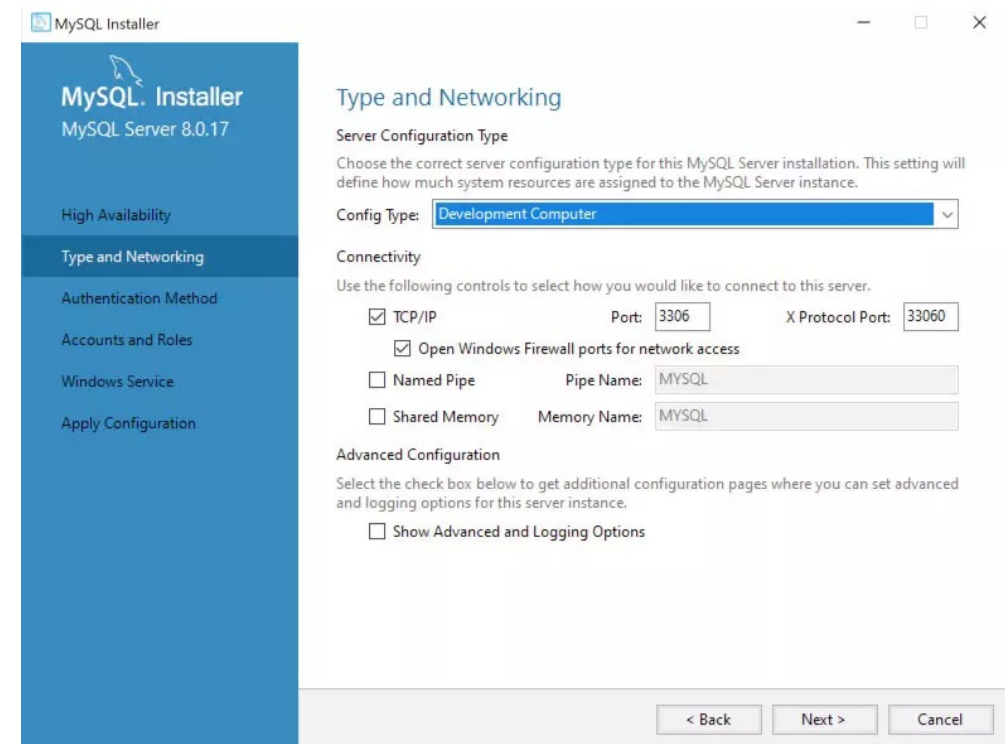 MySQL Installer
MySQL. Installer
MySQL Server 8.0.17
High Availability
Type and Networking
Authentication Method
Accounts and Roles
Windows Service
Apply Configuration
Type and Networking
Server Configuration Type
Choose the correct server configuration type for this MySQL Server installation. This setting will
define how much system resources are assigned to the MySQL Server instance.
Config Type: Development Computer
Connectivity
Use the following controls to select how you would like to connect to this server.
TCP/IP Port: 3306 X Protocol Port: 33060
Open Windows Firewall ports for network access
Named Pipe Pipe Name: MYSQL
Shared Memory Memory Name: MYSQL
Advanced Configuration
Select the check box below to get additional configuration pages where you can set advanced
and logging options for this server instance.
Show Advanced and Logging Options
< Back Next > Cancel